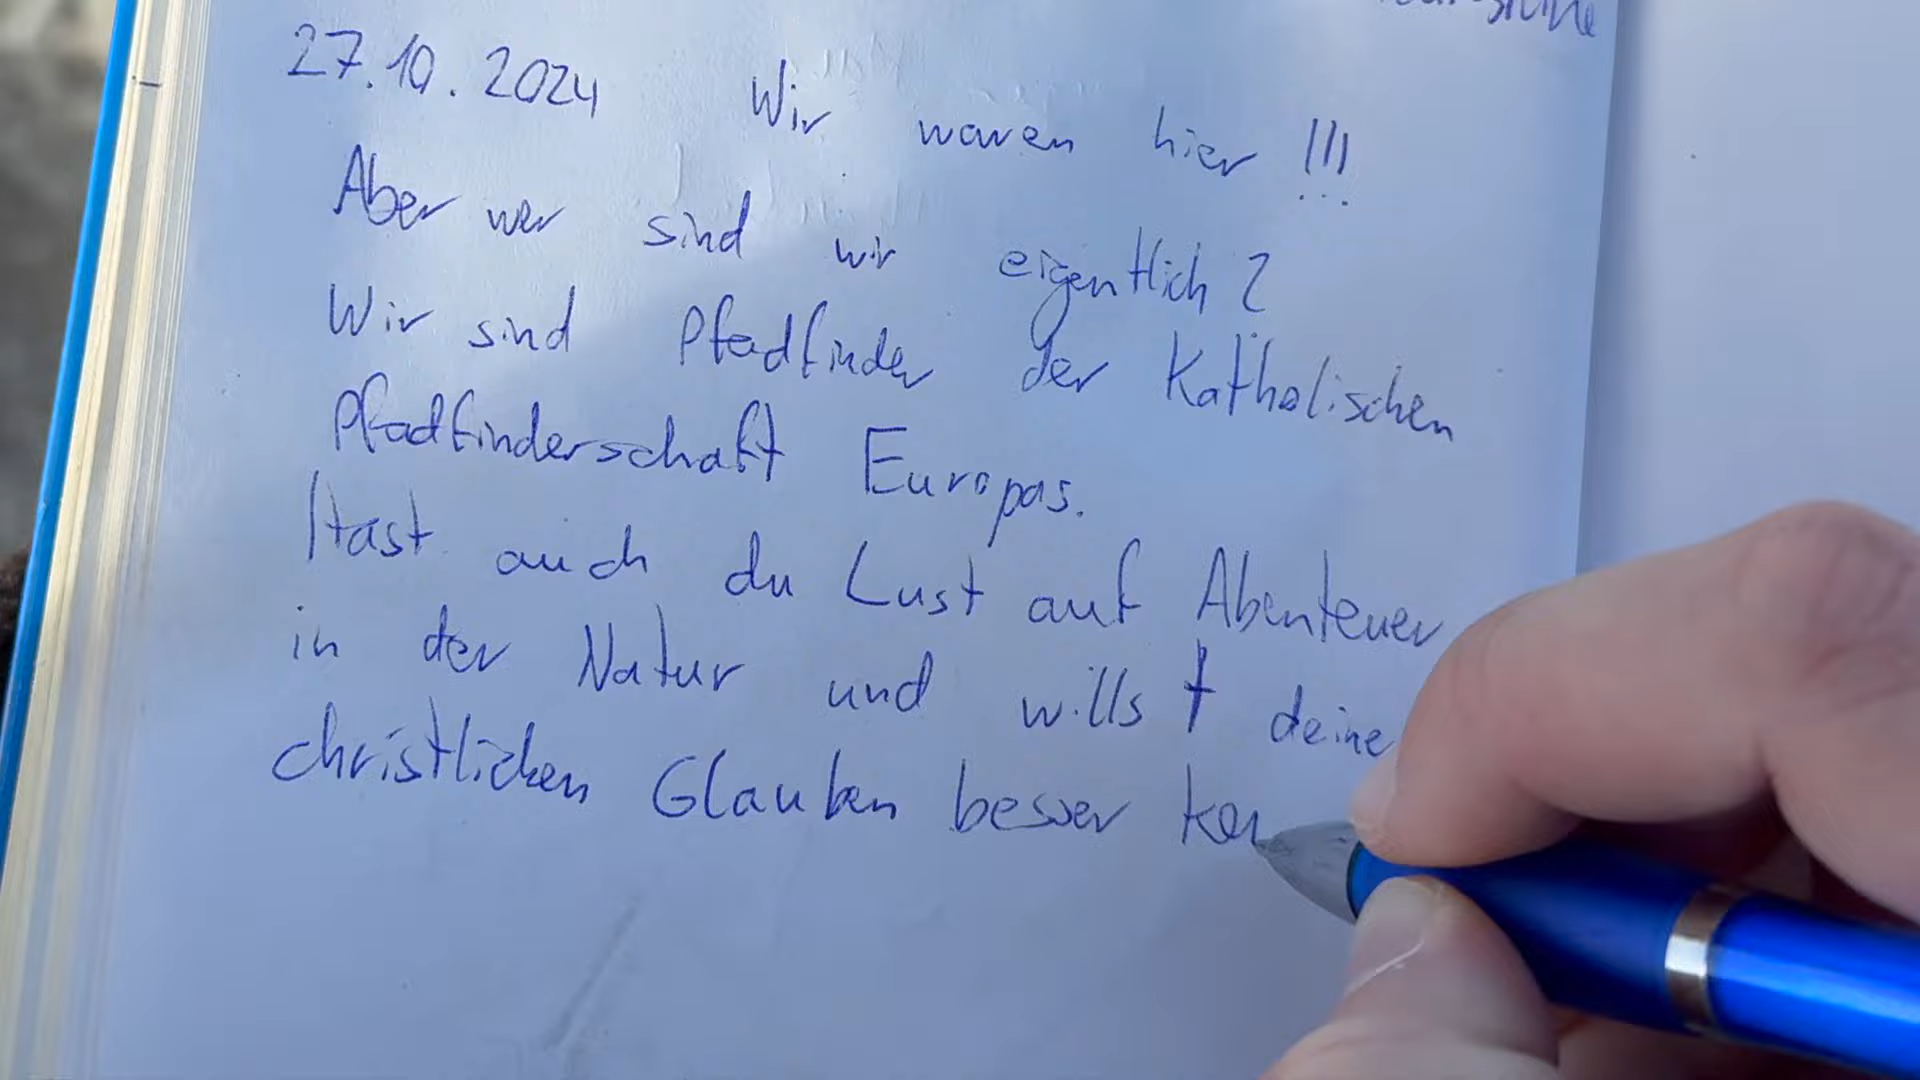 27.10.2024 Wir waren hier !!!
Aber wer sind wir eigentlich?
Wir sind Pfadfinder der Katholischen
Pfadfinderschaft Europas.
Hast auch du Lust auf Abenteuer
in der Natur und willst deine
christlichen Glauben besser ken